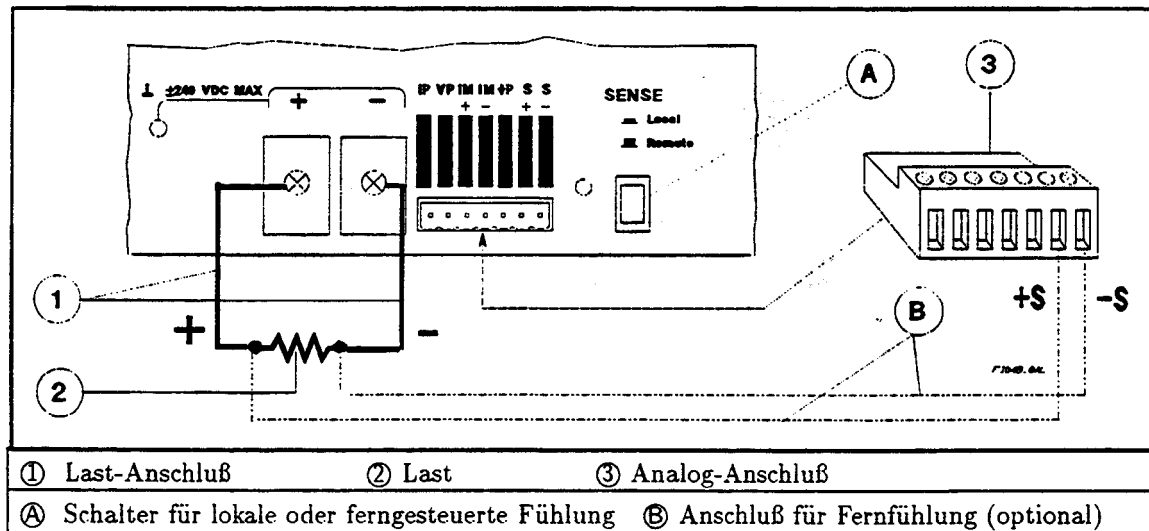 ⊥ ±240 VDC MAX + − IP VP IM IM +P S S
+ − + −
SENSE
Local
Remote
A
3
1
+ −
2
B
+S −S
① Last-Anschluß ② Last ③ Analog-Anschluß
Ⓐ Schalter für lokale oder ferngesteuerte Fühlung Ⓑ Anschluß für Fernfühlung (optional)